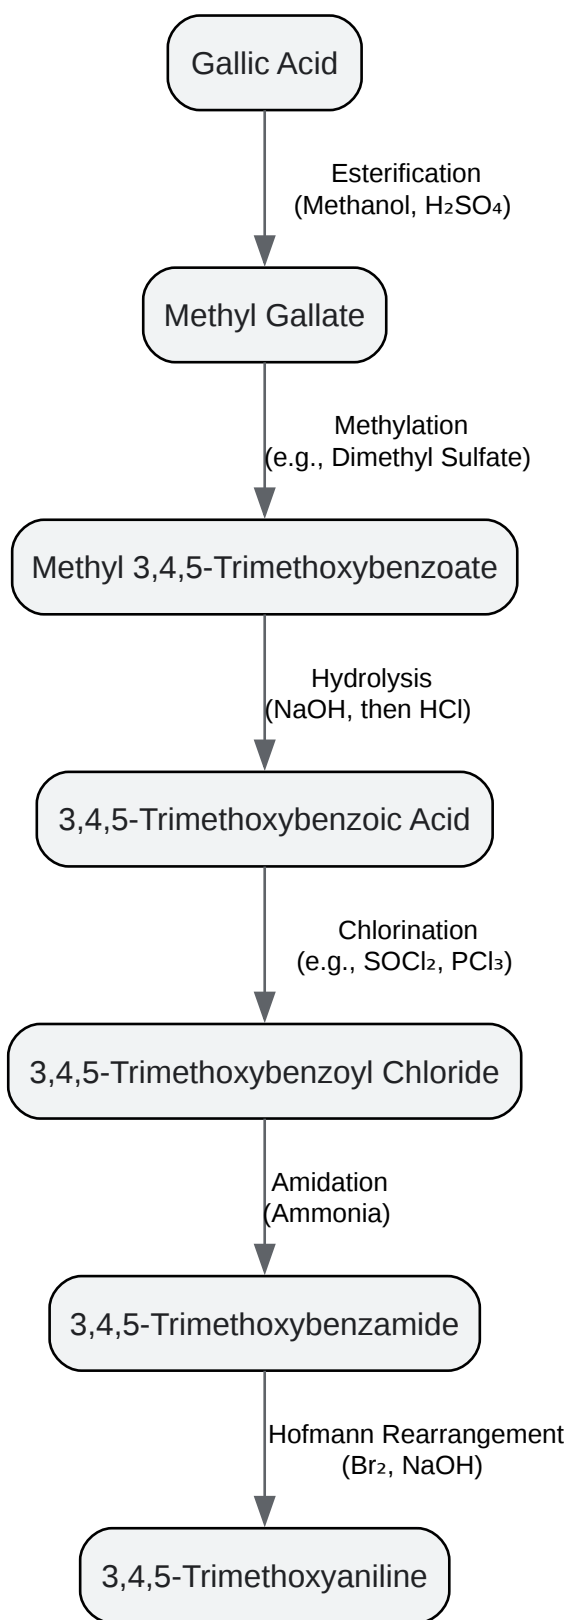 Gallic Acid
Esterification
(Methanol, H₂SO₄)
Methyl Gallate
Methylation
(e.g., Dimethyl Sulfate)
Methyl 3,4,5-Trimethoxybenzoate
Hydrolysis
(NaOH, then HCl)
3,4,5-Trimethoxybenzoic Acid
Chlorination
(e.g., SOCl₂, PCl₃)
3,4,5-Trimethoxybenzoyl Chloride
Amidation
(Ammonia)
3,4,5-Trimethoxybenzamide
Hofmann Rearrangement
(Br₂, NaOH)
3,4,5-Trimethoxyaniline